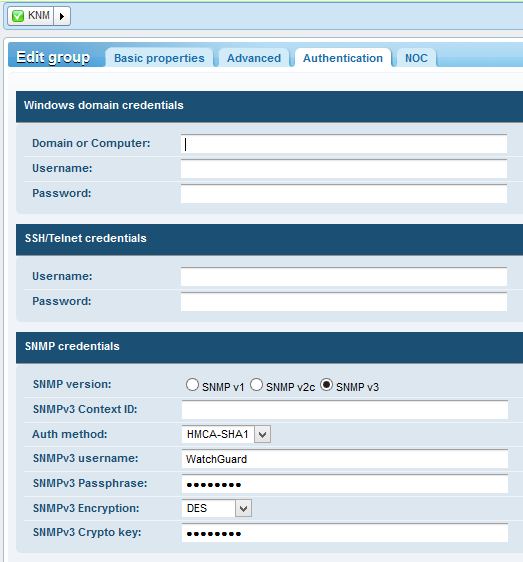 KNM
Edit group Basic properties Advanced Authentication NOC
Windows domain credentials
Domain or Computer:
Username:
Password:
SSH/Telnet credentials
Username:
Password:
SNMP credentials
SNMP version: SNMP v1 SNMP v2c SNMP v3
SNMPv3 Context ID:
Auth method: HMCA-SHA1
SNMPv3 username: WatchGuard
SNMPv3 Passphrase: ●●●●●●●●
SNMPv3 Encryption: DES
SNMPv3 Crypto key: ●●●●●●●●